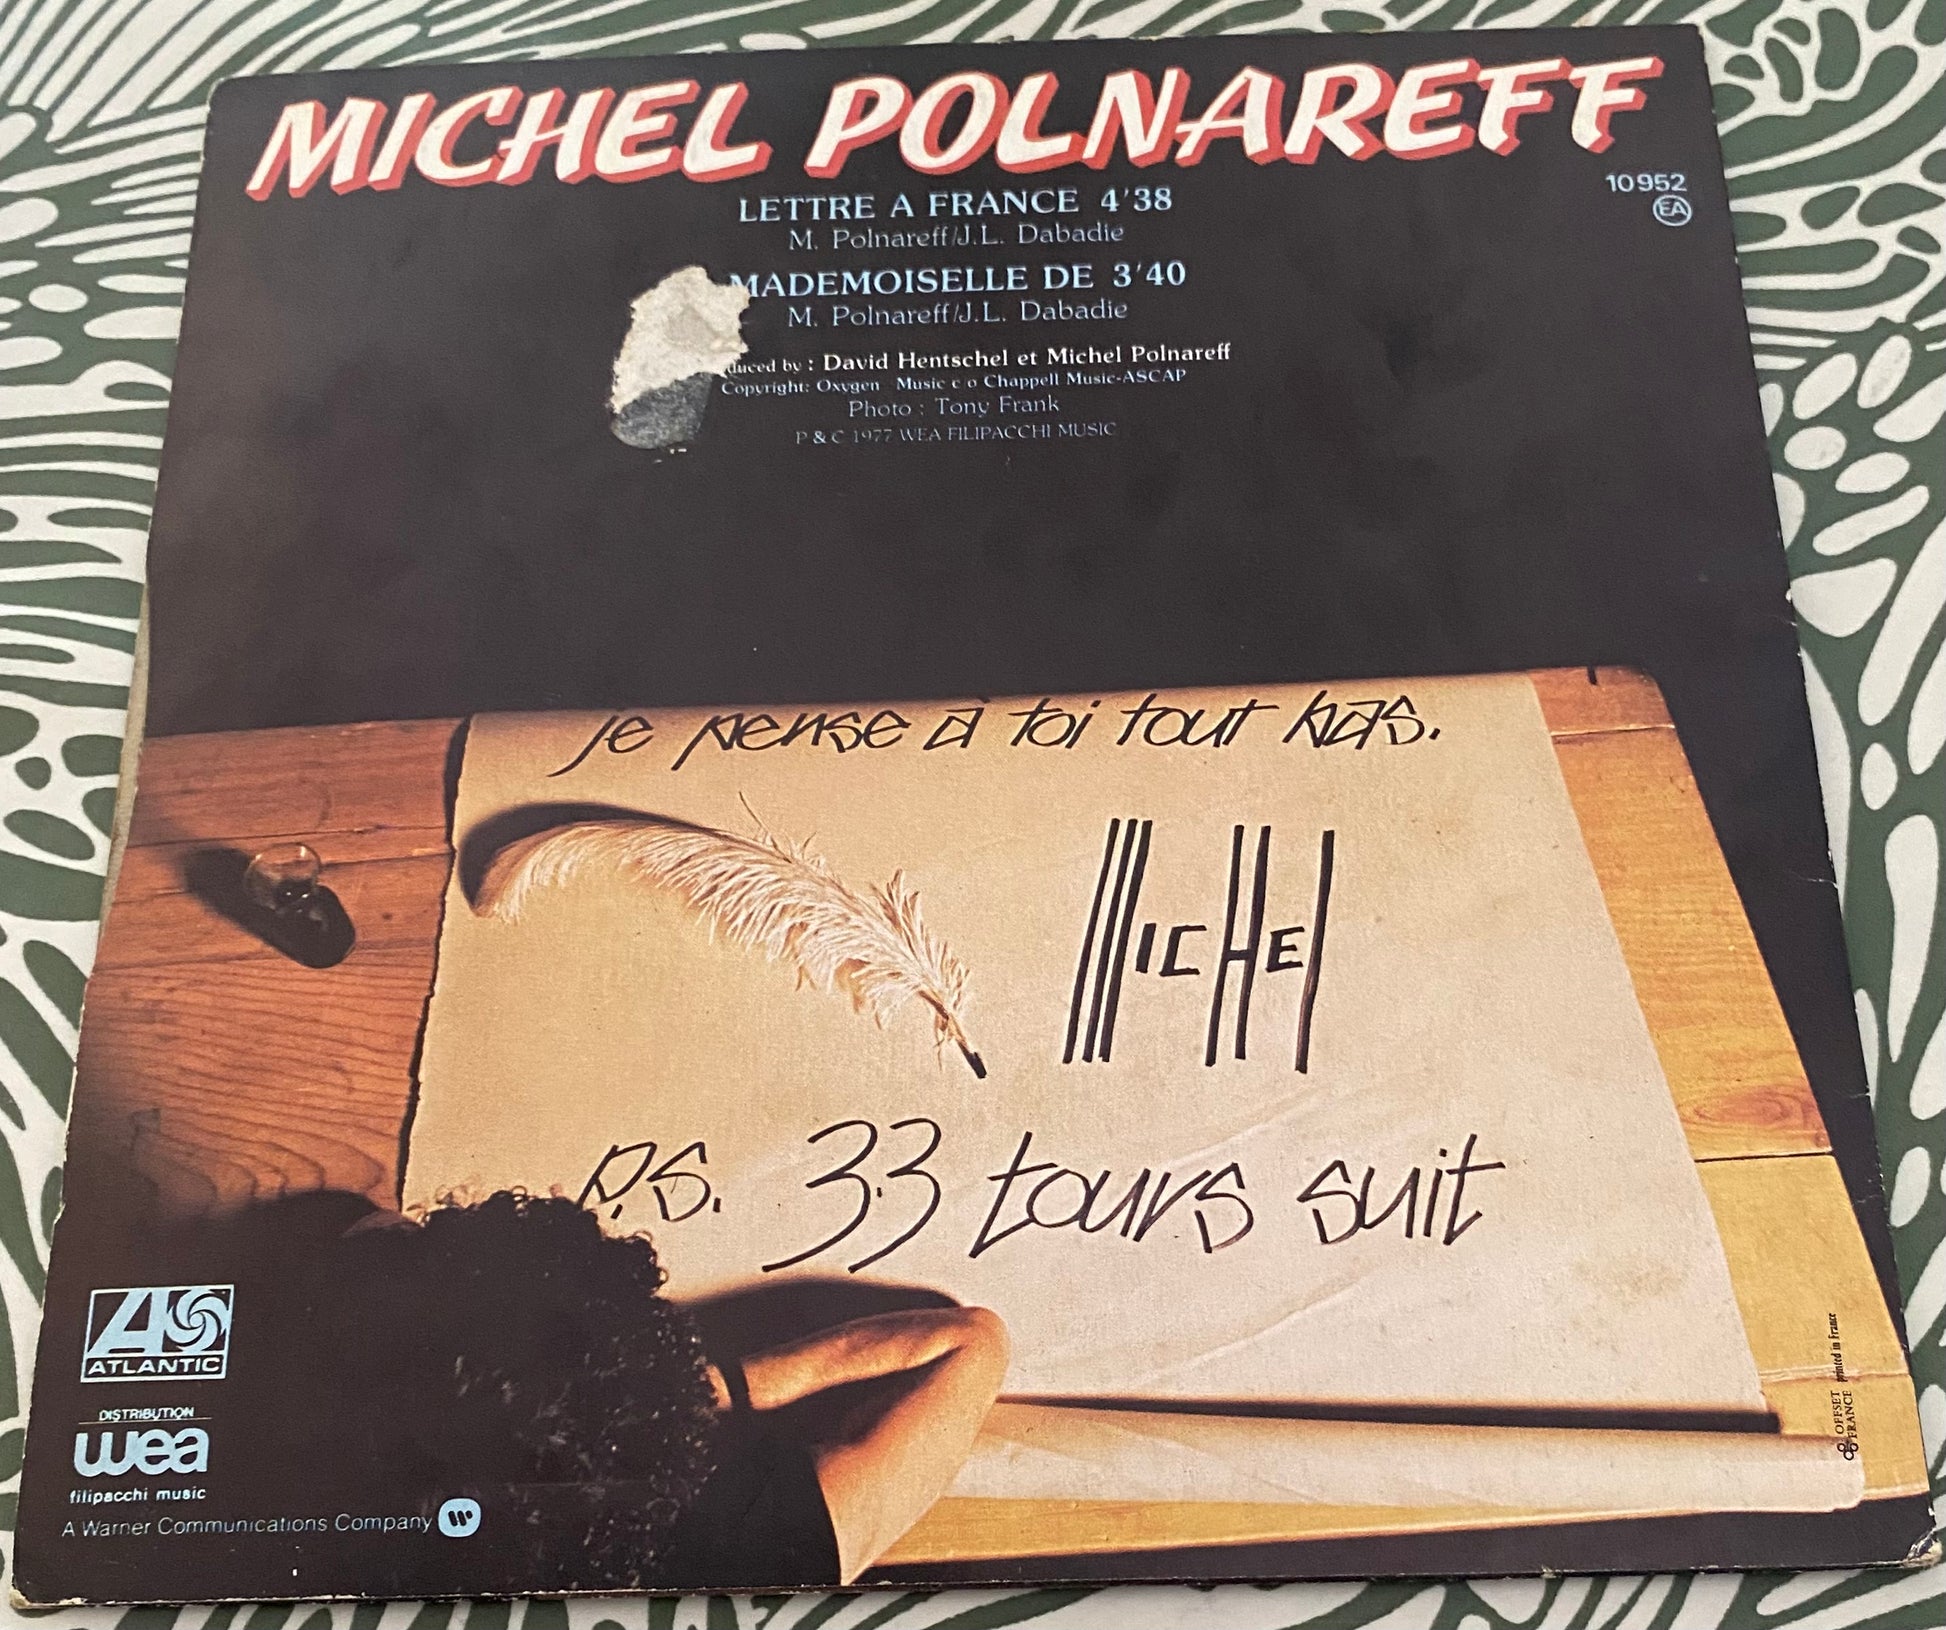 MICHEL POLNAREFF
10952
EA
LETTRE A FRANCE 4'38
M. Polnareff/J.L. Dabadie
MADEMOISELLE DE 3'40
M. Polnareff/J.L. Dabadie
duced by : David Hentschel et Michel Polnareff
Copyright: Oxygen Music c o Chappell Music-ASCAP
Photo : Tony Frank
P & C 1977 WEA FILIPACCHI MUSIC
je pense à toi tout bas.
MICHEL
P.S. 33 tours suit
ATLANTIC
DISTRIBUTION
wea
filipacchi music
A Warner Communications Company
OFFSET FRANCE printed in France